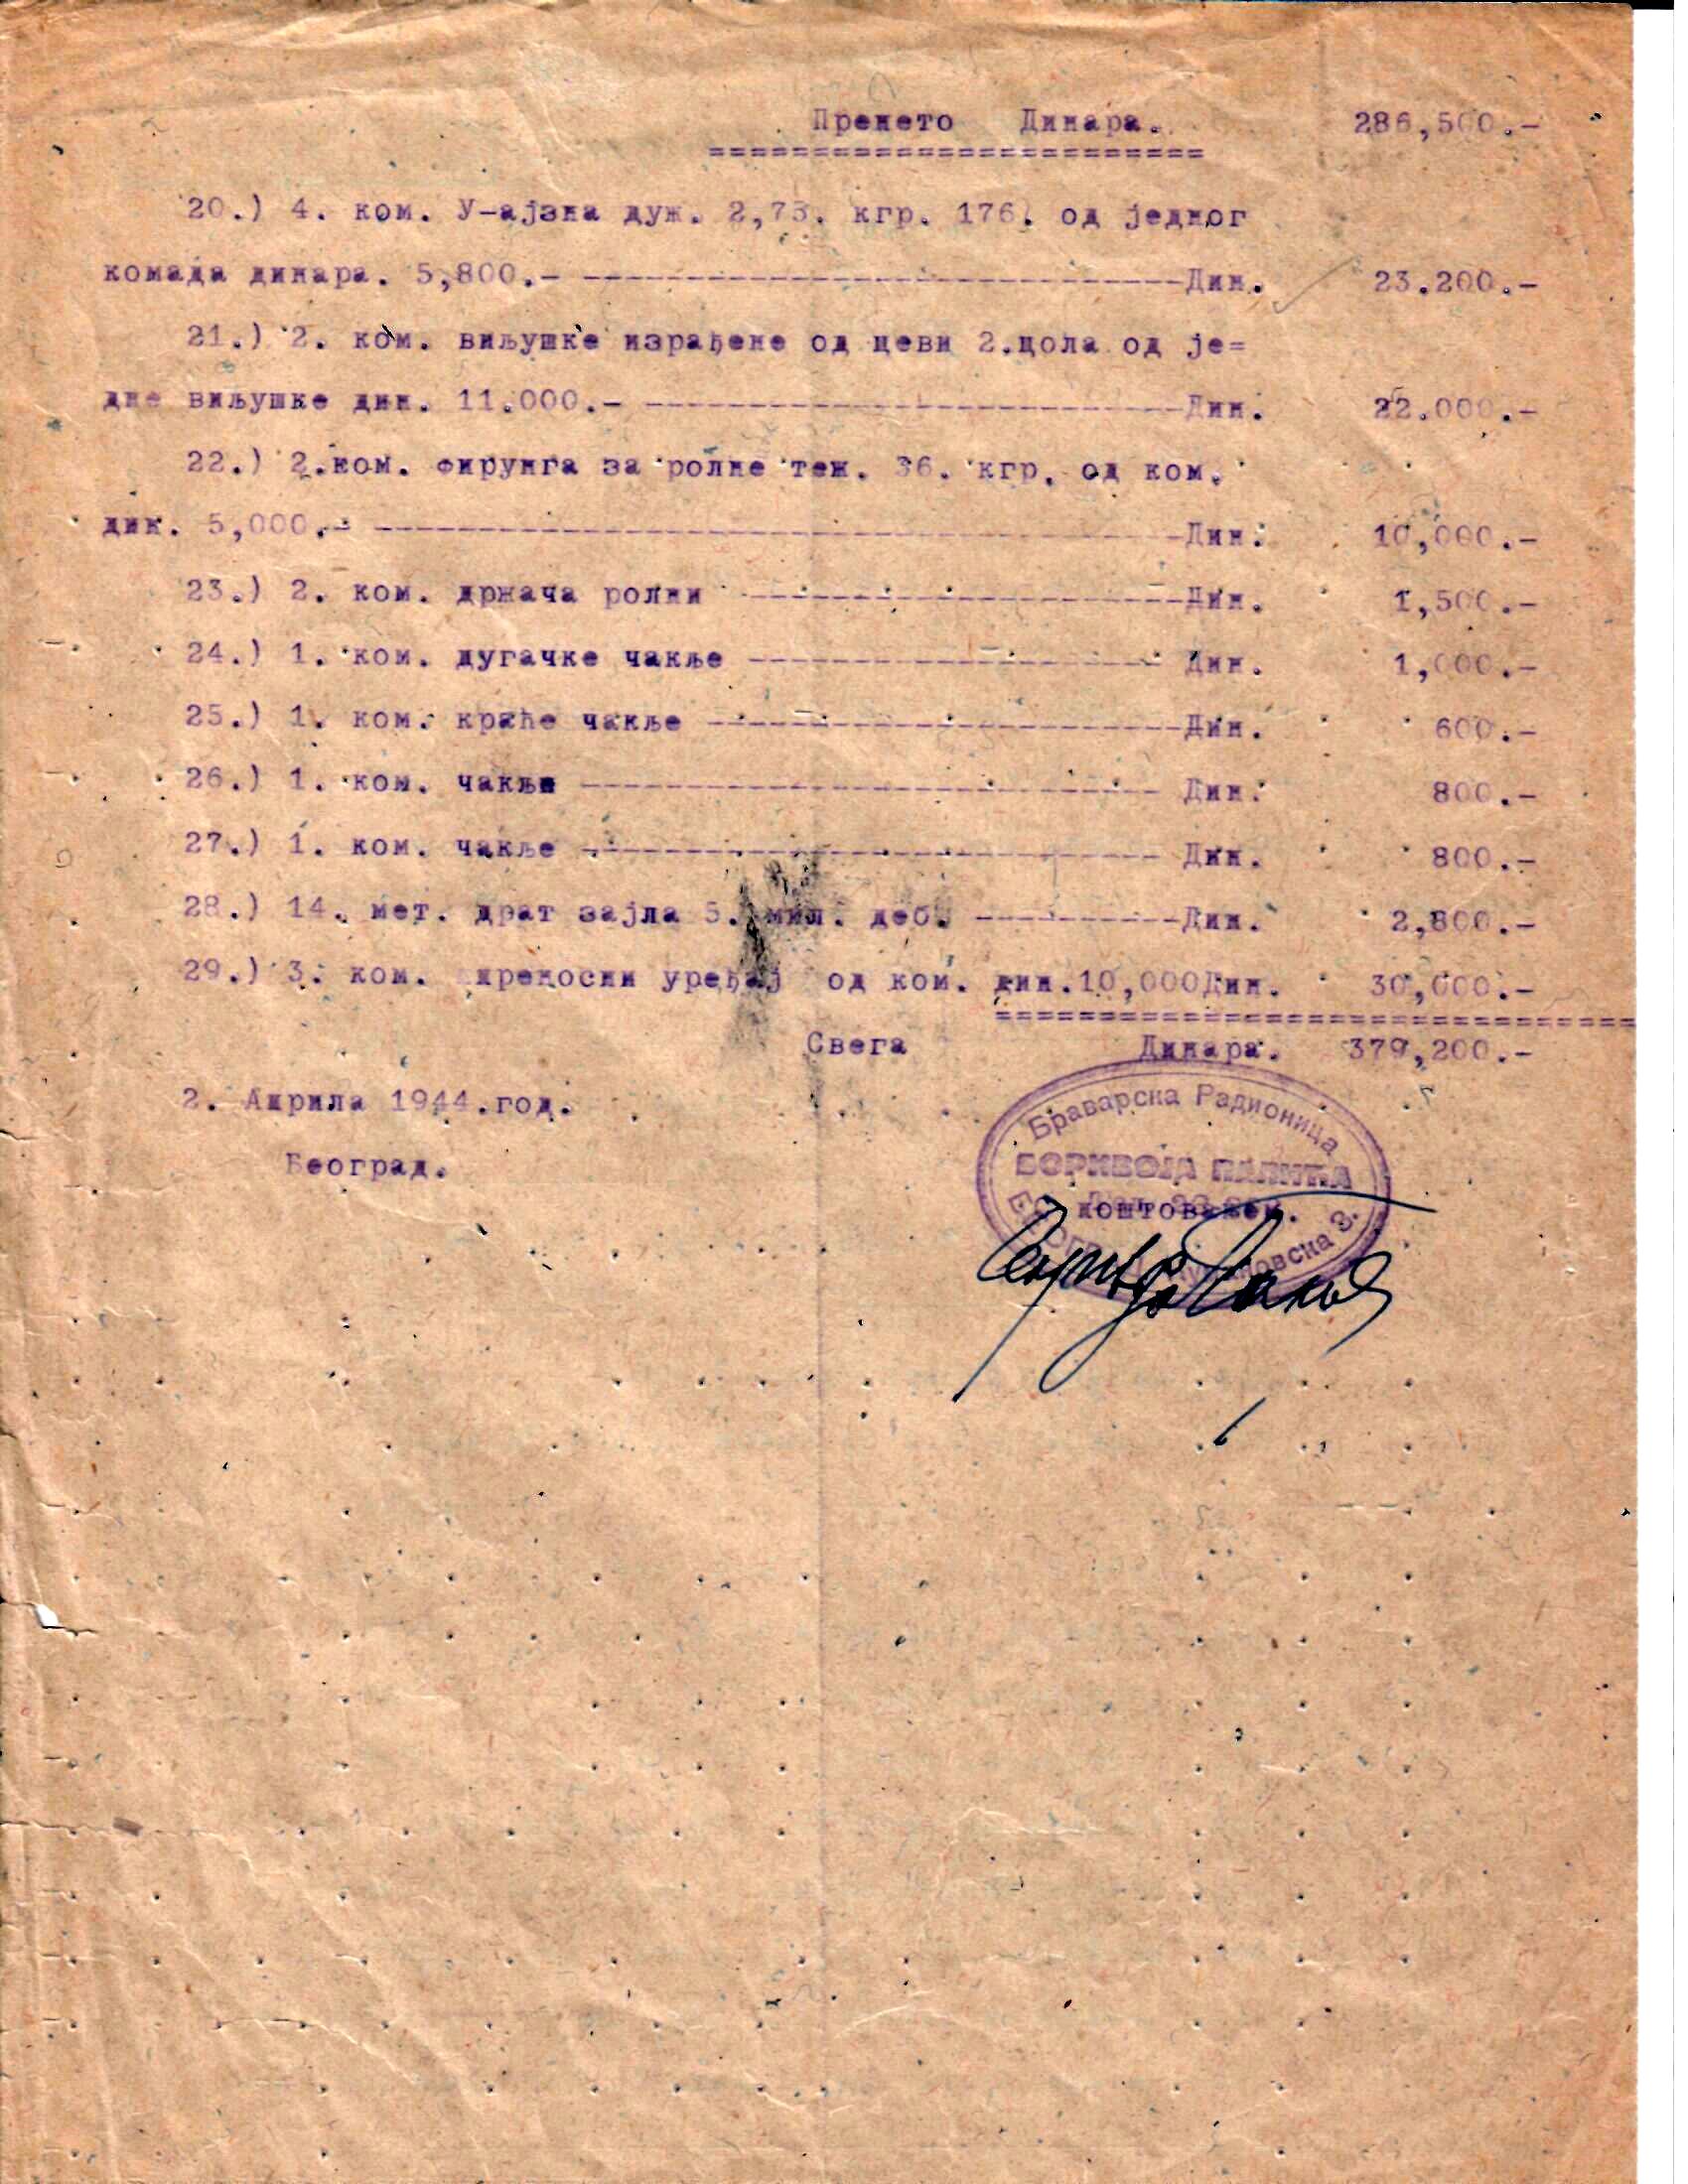 Пренето Динара. 286,500.-
20.) 4. ком. У-ајзна дуж. 2,75. кгр. 176. од једног
комада динара. 5,800.- Дин. 23.200.-
21.) 2. ком. виљушке израђене од цеви 2.цола од је=
дне виљушке дин. 11.000.- Дин. 22.000.-
22.) 2.ком. фирунга за ролне теж. 36. кгр. од ком.
дин. 5,000.- Дин. 10,000.-
23.) 2. ком. држача ролни Дин. 1,500.-
24.) 1. ком. дугачке чакље Дин. 1,000.-
25.) 1. ком. краће чакље Дин. 600.-
26.) 1. ком. чакље Дин. 800.-
27.) 1. ком. чакље Дин. 800.-
28.) 14. мет. драт зајла 5. мил. деб. Дин. 2,800.-
29.) 3. ком. преносни уређај од ком. дин.10,000Дин. 30,000.-
Свега Динара. 379,200.-
2. Априла 1944.год.
Београд.
Браварска Радионица
БОРИВОЈА ПАЛИЋА
поштовањем.